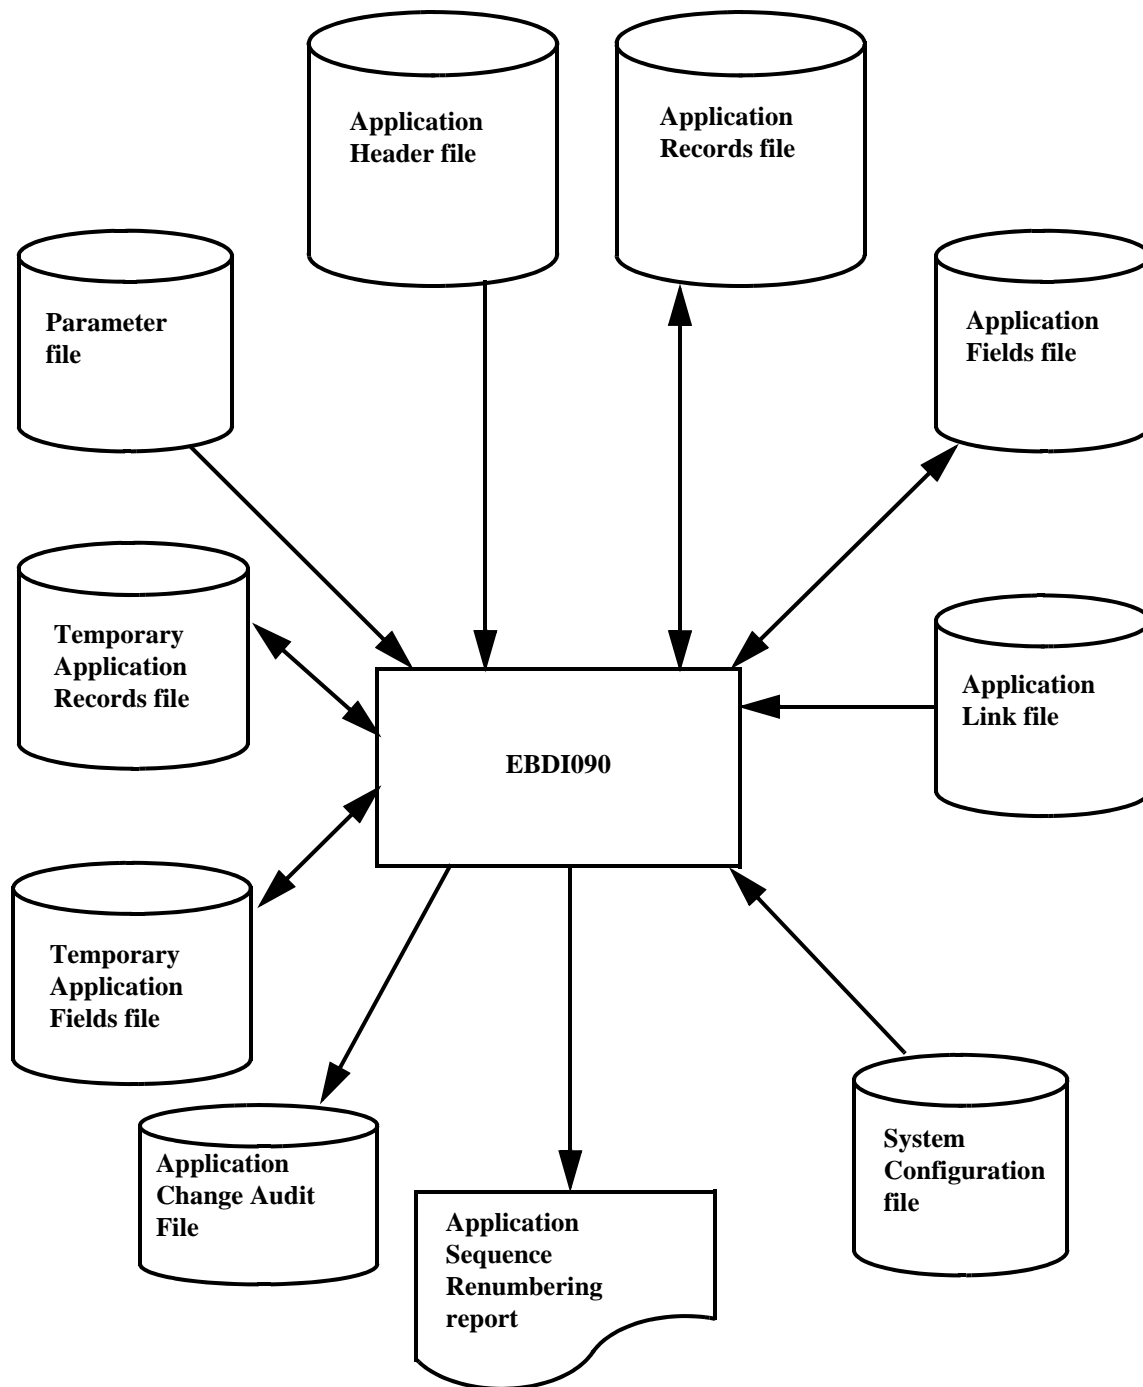 Application
Header file
Application
Records file
Parameter
file
Application
Fields file
Temporary
Application
Records file
Application
Link file
EBDI090
Temporary
Application
Fields file
System
Configuration
file
Application
Change Audit
File
Application
Sequence
Renumbering
report